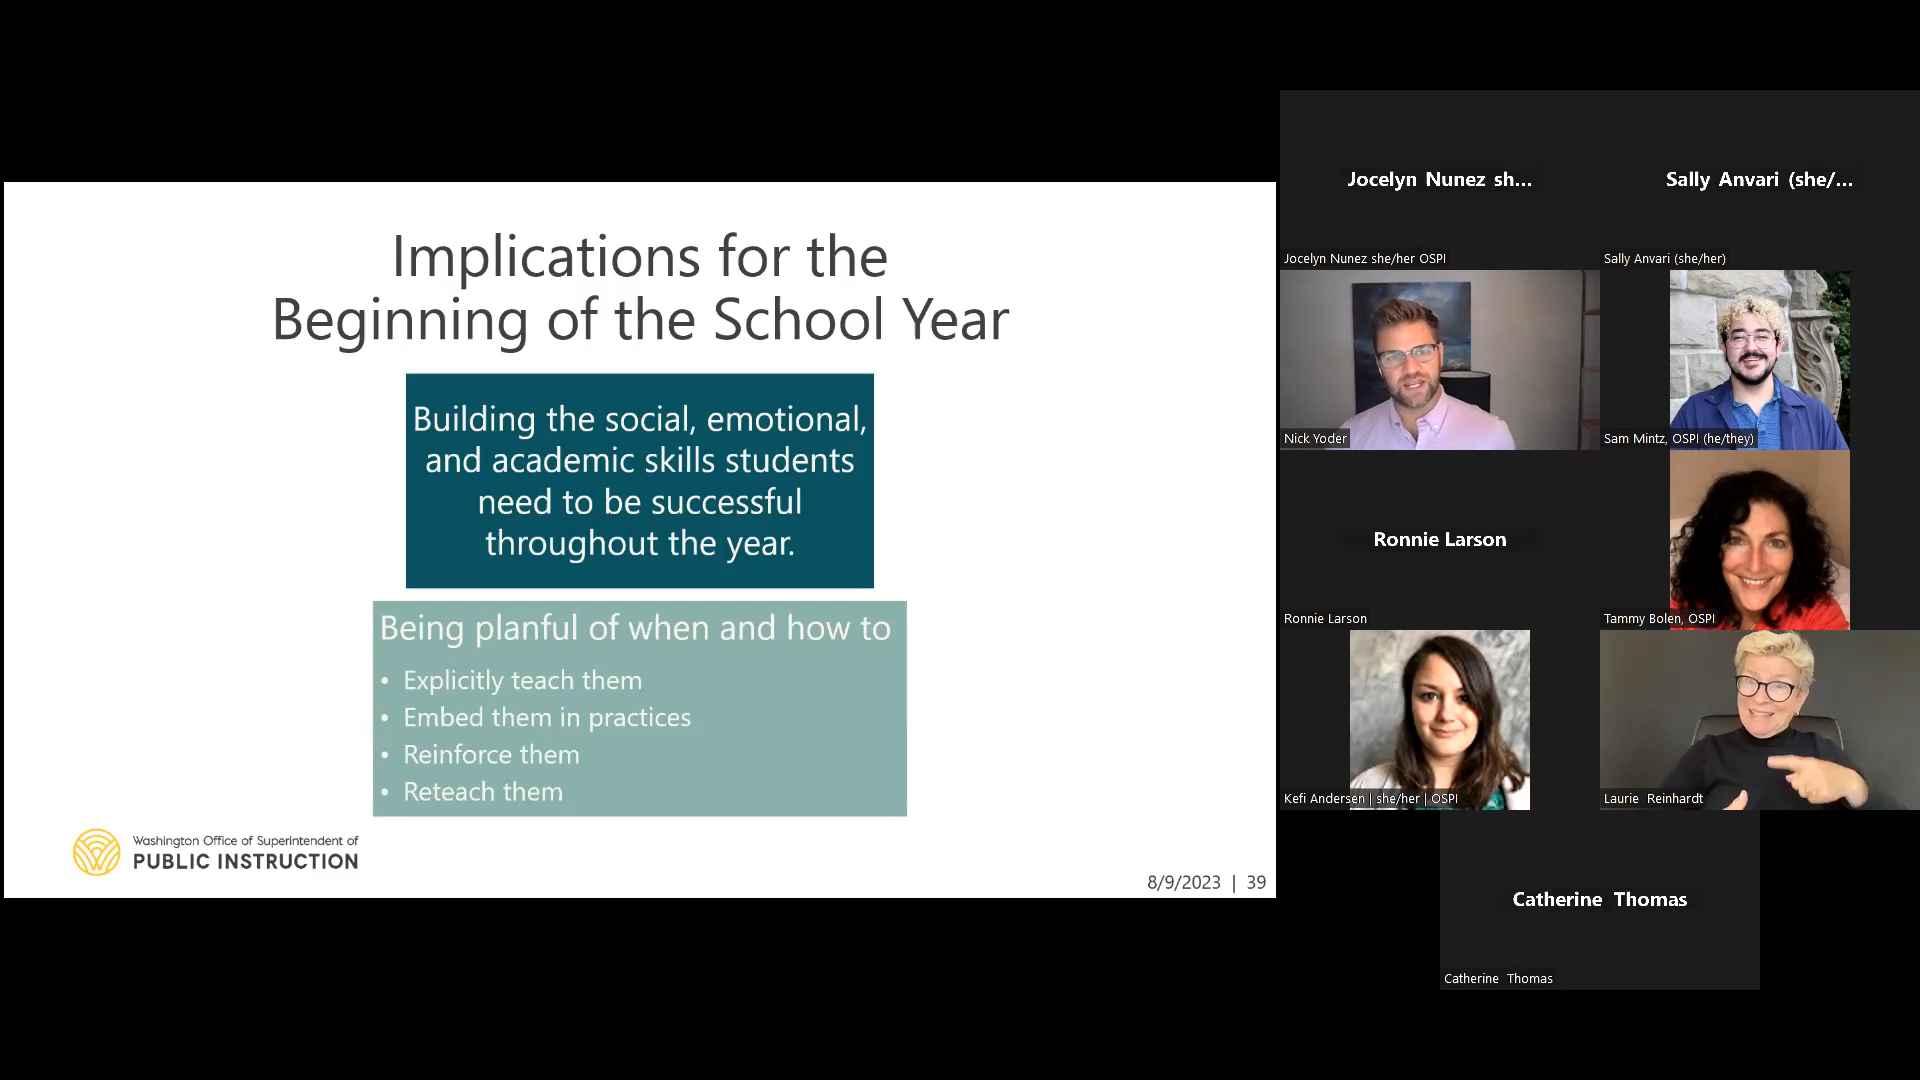 Implications for the
Beginning of the School Year
Building the social, emotional,
and academic skills students
need to be successful
throughout the year.
Being planful of when and how to
• Explicitly teach them
• Embed them in practices
• Reinforce them
• Reteach them
Washington Office of Superintendent of
PUBLIC INSTRUCTION
8/9/2023 | 39
Jocelyn Nunez sh...
Jocelyn Nunez she/her OSPI
Sally Anvari (she/...
Sally Anvari (she/her)
Nick Yoder
Sam Mintz, OSPI (he/they)
Ronnie Larson
Ronnie Larson
Tammy Bolen, OSPI
Kefi Andersen | she/her | OSPI
Laurie Reinhardt
Catherine Thomas
Catherine Thomas